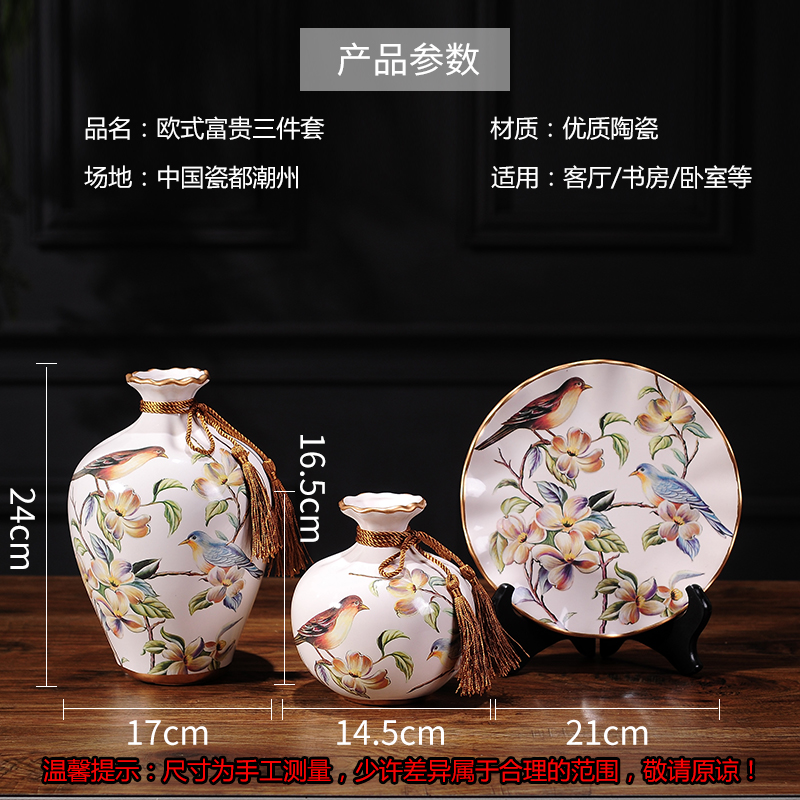 产品参数
品名：欧式富贵三件套
材质：优质陶瓷
场地：中国瓷都潮州
适用：客厅/书房/卧室等
24cm
16.5cm
17cm
14.5cm
21cm
温馨提示：尺寸为手工测量，少许差异属于合理的范围，敬请原谅！